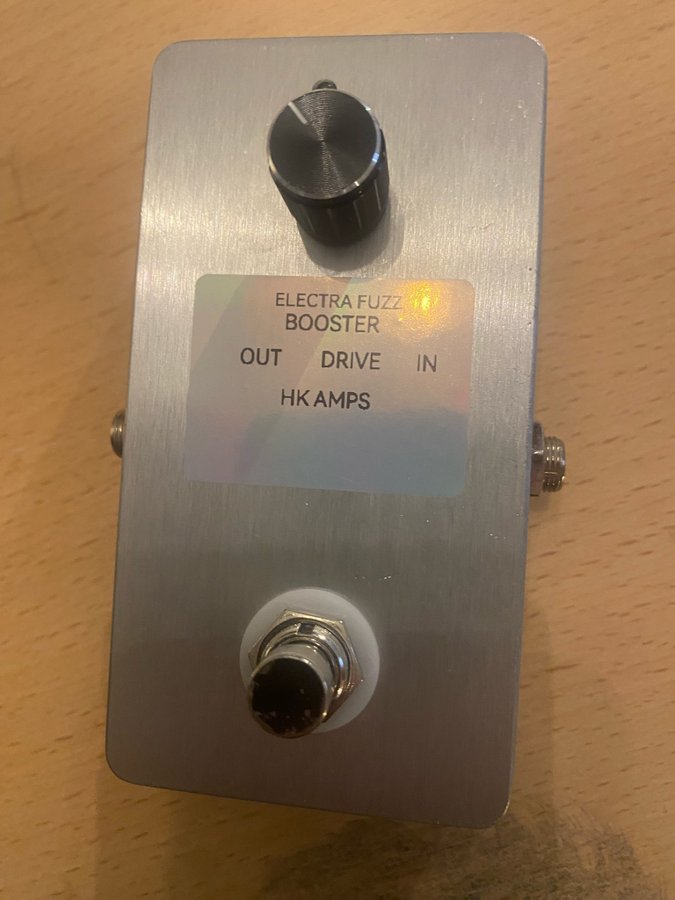 ELECTRA FUZZ
BOOSTER
OUT DRIVE IN
HK AMPS